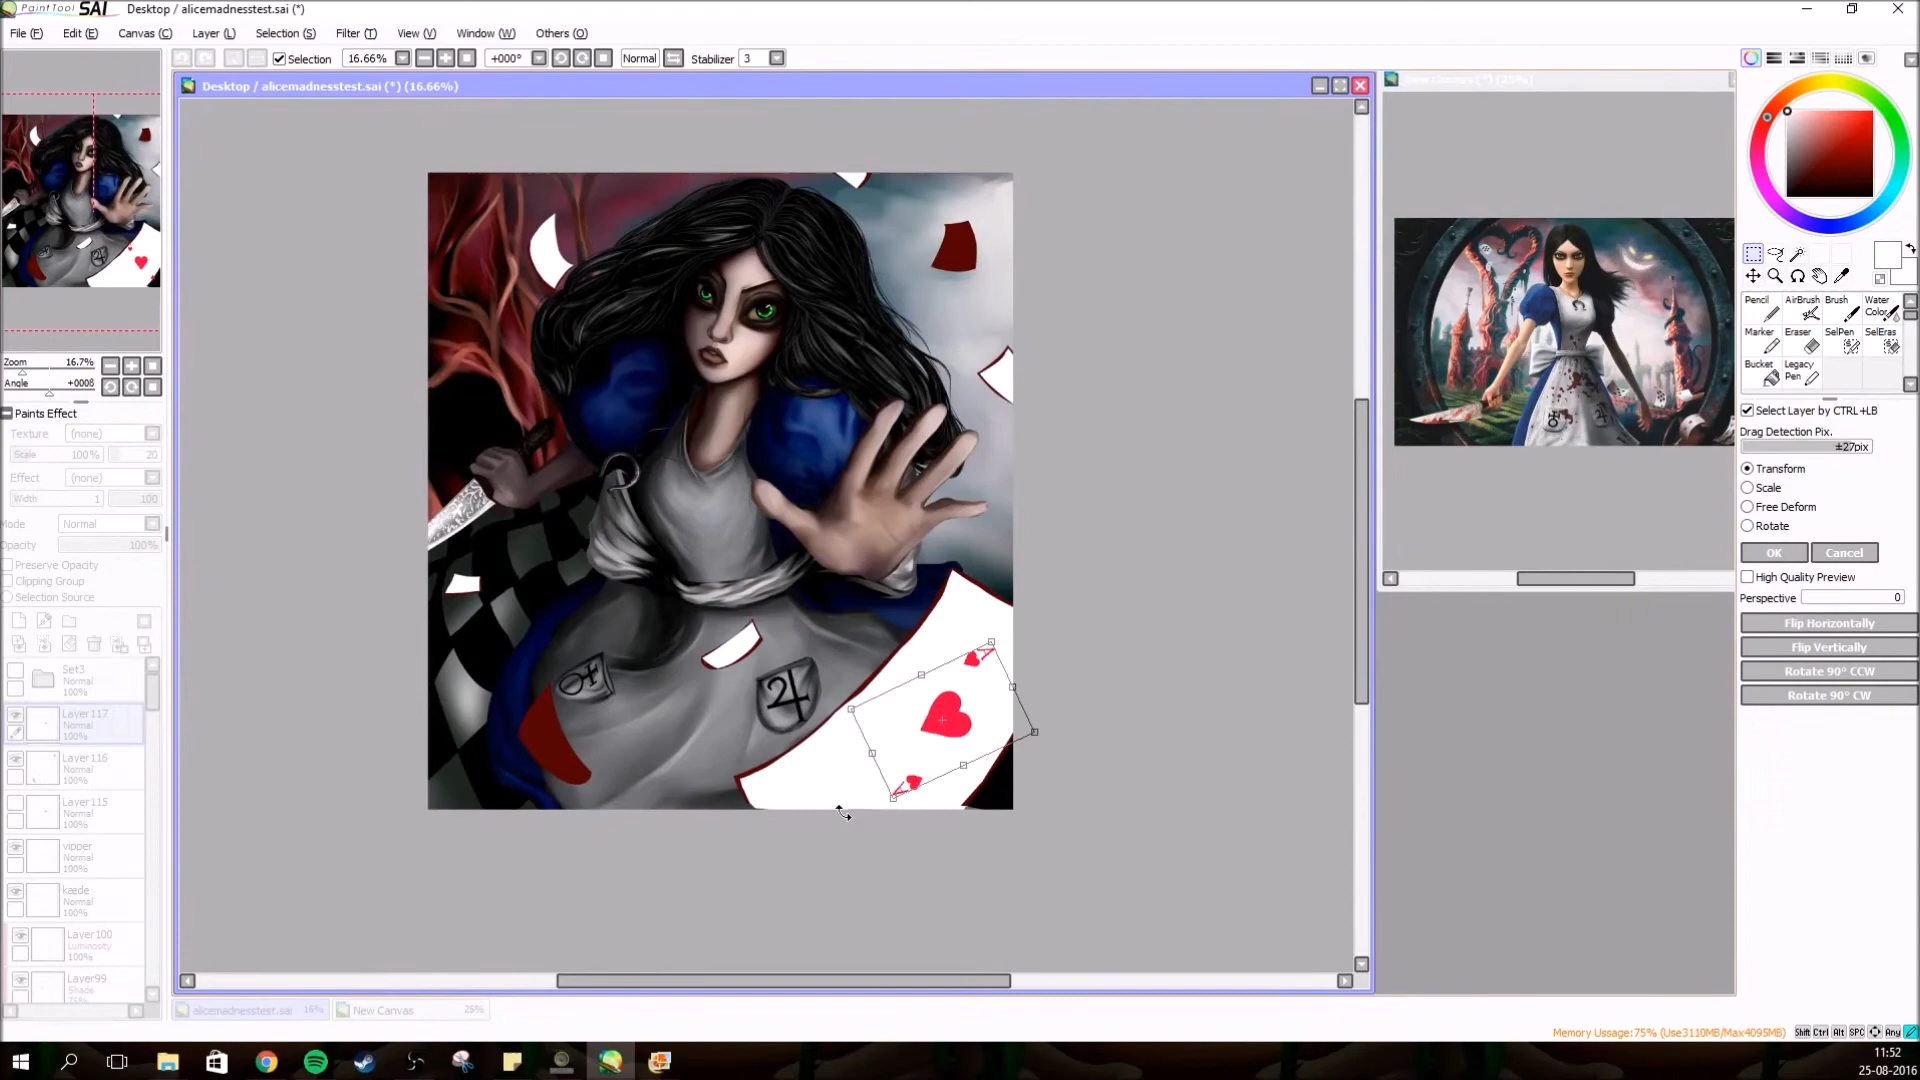 PaintTool SAI Desktop / alicemadnesstest.sai (*)
File (F) Edit (E) Canvas (C) Layer (L) Selection (S) Filter (T) View (V) Window (W) Others (O)
Selection 16.66% +000° Normal Stabilizer 3
Desktop / alicemadnesstest.sai (*) (16.66%)
Zoom 16.7%
Angle +000ß
Paints Effect
Texture (none)
Scale 100% 20
Effect (none)
Width 1 100
Mode Normal
Opacity 100%
Preserve Opacity
Clipping Group
Selection Source
Set3
Normal
100%
Layer117
Normal
100%
Layer116
Normal
100%
Layer115
Normal
100%
vipper
Normal
100%
kæde
Normal
100%
Layer100
Luminosity
100%
Layer99
Shade
75%
A
A
alicemadnesstest.sai 16% New Canvas 25%
Pencil AirBrush Brush Water
Color
Marker Eraser SelPen SelEras
Bucket Legacy
Pen
Select Layer by CTRL+LB
Drag Detection Pix.
±27pix
Transform
Scale
Free Deform
Rotate
OK Cancel
High Quality Preview
Perspective 0
Flip Horizontally
Flip Vertically
Rotate 90° CCW
Rotate 90° CW
Memory Ussage:75% (Use3110MB/Max4095MB) Shift Ctrl Alt SPC Any
11:52
25-08-2016